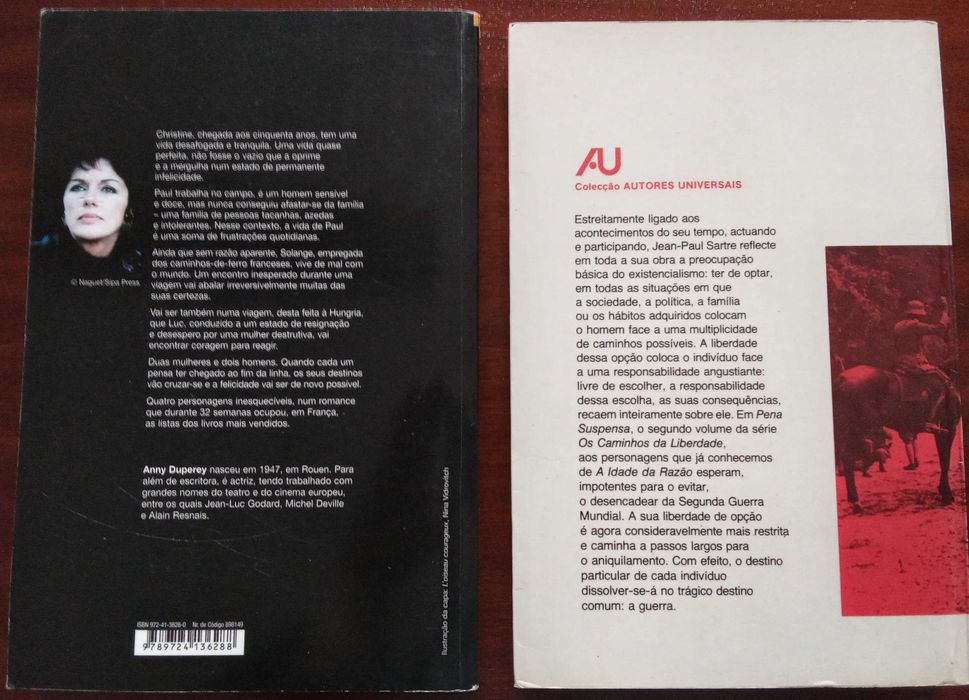 Christine, chegada aos cinquenta anos, tem uma
vida desafogada e tranquila. Uma vida quase
perfeita, não fosse o vazio que a oprime
e a mergulha num estado de permanente
infelicidade.
Paul trabalha no campo, é um homem sensível
e doce, mas nunca conseguiu afastar-se da família
– uma família de pessoas tacanhas, azedas
e intolerantes. Nesse contexto, a vida de Paul
é uma soma de frustrações quotidianas.
Ainda que sem razão aparente, Solange, empregada
dos caminhos-de-ferro franceses, vive de mal com
o mundo. Um encontro inesperado durante uma
viagem vai abalar irreversivelmente muitas das
suas certezas.
Vai ser também numa viagem, desta feita à Hungria,
que Luc, conduzido a um estado de resignação
e desespero por uma mulher destrutiva, vai
encontrar coragem para reagir.
Duas mulheres e dois homens. Quando cada um
pensa ter chegado ao fim da linha, os seus destinos
vão cruzar-se e a felicidade vai ser de novo possível.
Quatro personagens inesquecíveis, num romance
que durante 32 semanas ocupou, em França,
as listas dos livros mais vendidos.
© Naguet/Sipa Press
Anny Duperey nasceu em 1947, em Rouen. Para
além de escritora, é actriz, tendo trabalhado com
grandes nomes do teatro e do cinema europeu,
entre os quais Jean-Luc Godard, Michel Deville
e Alain Resnais.
ISBN 972-41-3628-0 Nr. de Código 898149
9789724136288
Ilustração da capa: L'oiseau courageux, Nina Vidrovitch
AU
Colecção AUTORES UNIVERSAIS
Estreitamente ligado aos
acontecimentos do seu tempo, actuando
e participando, Jean-Paul Sartre reflecte
em toda a sua obra a preocupação
básica do existencialismo: ter de optar,
em todas as situações em que
a sociedade, a política, a família
ou os hábitos adquiridos colocam
o homem face a uma multiplicidade
de caminhos possíveis. A liberdade
dessa opção coloca o indivíduo face
a uma responsabilidade angustiante:
livre de escolher, a responsabilidade
dessa escolha, as suas consequências,
recaem inteiramente sobre ele. Em Pena
Suspensa, o segundo volume da série
Os Caminhos da Liberdade,
aos personagens que já conhecemos
de A Idade da Razão esperam,
impotentes para o evitar,
o desencadear da Segunda Guerra
Mundial. A sua liberdade de opção
é agora consideravelmente mais restrita
e caminha a passos largos para
o aniquilamento. Com efeito, o destino
particular de cada indivíduo
dissolver-se-á no trágico destino
comum: a guerra.